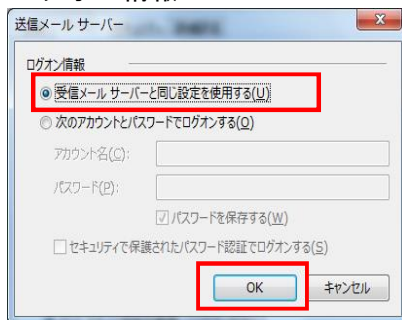 送信メール サーバー
ログオン情報
受信メール サーバーと同じ設定を使用する(U)
次のアカウントとパスワードでログオンする(O)
アカウント名(C):
パスワード(P):
パスワードを保存する(W)
セキュリティで保護されたパスワード認証でログオンする(S)
OK キャンセル